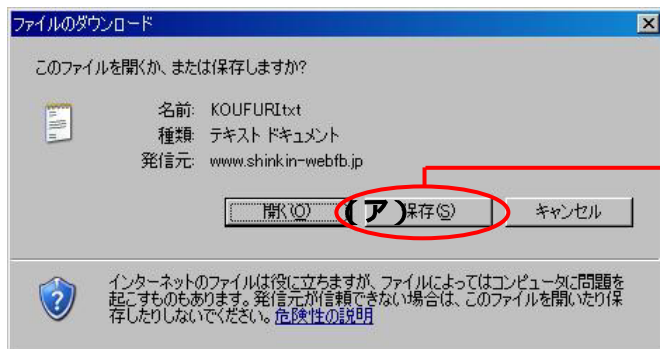 ファイルのダウンロード
このファイルを開くか、または保存しますか?
名前: KOUFURItxt
種類: テキスト ドキュメント
発信元: www.shinkin-webfb.jp
開く(O) (ア)保存(S) キャンセル
インターネットのファイルは役に立ちますが、ファイルによってはコンピュータに問題を
起こすものもあります。発信元が信頼できない場合は、このファイルを開いたり保
存したりしないでください。危険性の説明